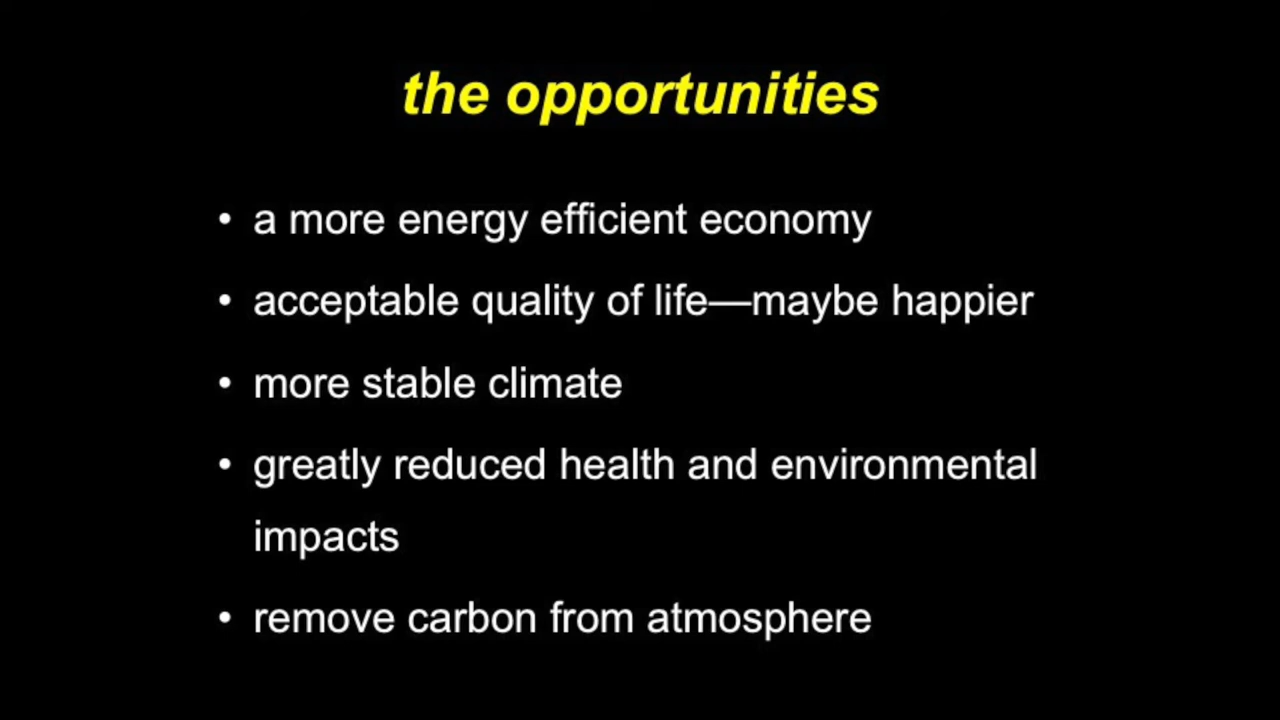 the opportunities
• a more energy efficient economy
• acceptable quality of life—maybe happier
• more stable climate
• greatly reduced health and environmental
impacts
• remove carbon from atmosphere